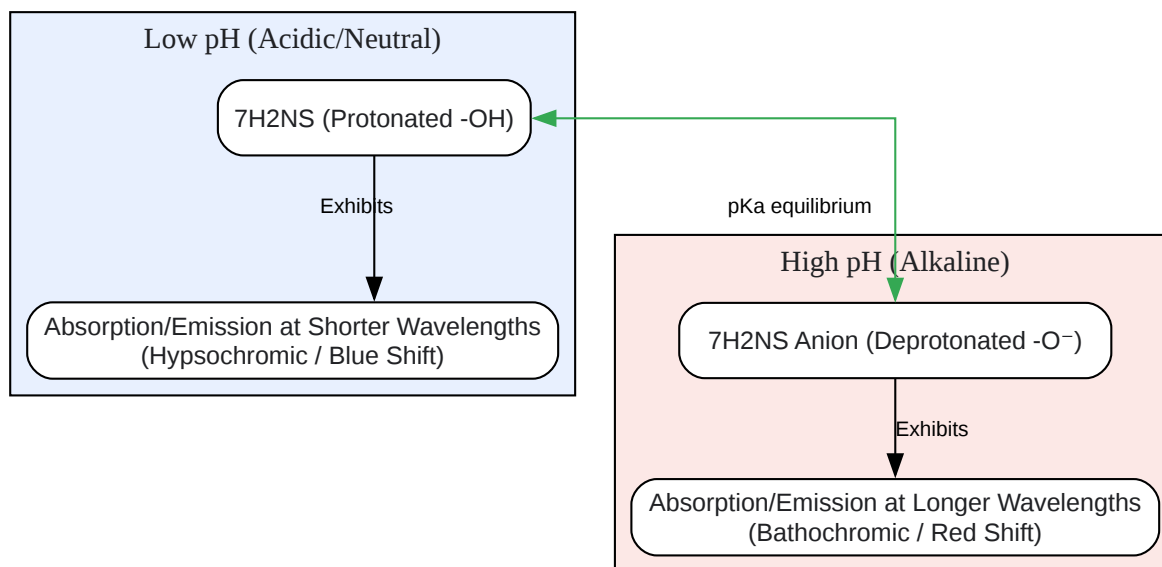 Low pH (Acidic/Neutral)
7H2NS (Protonated -OH)
Exhibits
pKa equilibrium
Absorption/Emission at Shorter Wavelengths
(Hypsochromic / Blue Shift)
High pH (Alkaline)
7H2NS Anion (Deprotonated -O⁻)
Exhibits
Absorption/Emission at Longer Wavelengths
(Bathochromic / Red Shift)